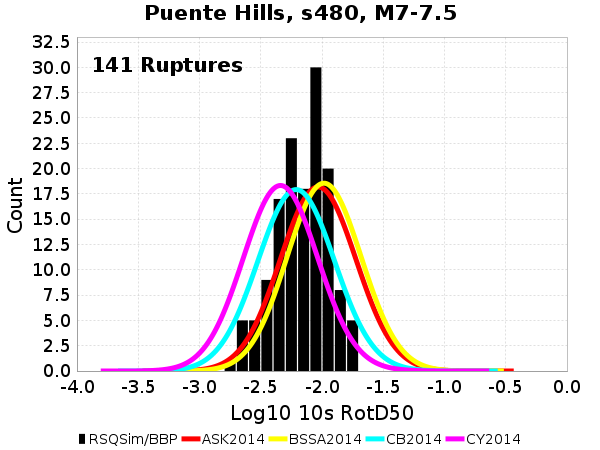 Puente Hills, s480, M7-7.5
141 Ruptures
Count
32.5
30.0
27.5
25.0
22.5
20.0
17.5
15.0
12.5
10.0
7.5
5.0
2.5
0.0
-4.0 -3.5 -3.0 -2.5 -2.0 -1.5 -1.0 -0.5 0.0
Log10 10s RotD50
RSQSim/BBP ASK2014 BSSA2014 CB2014 CY2014